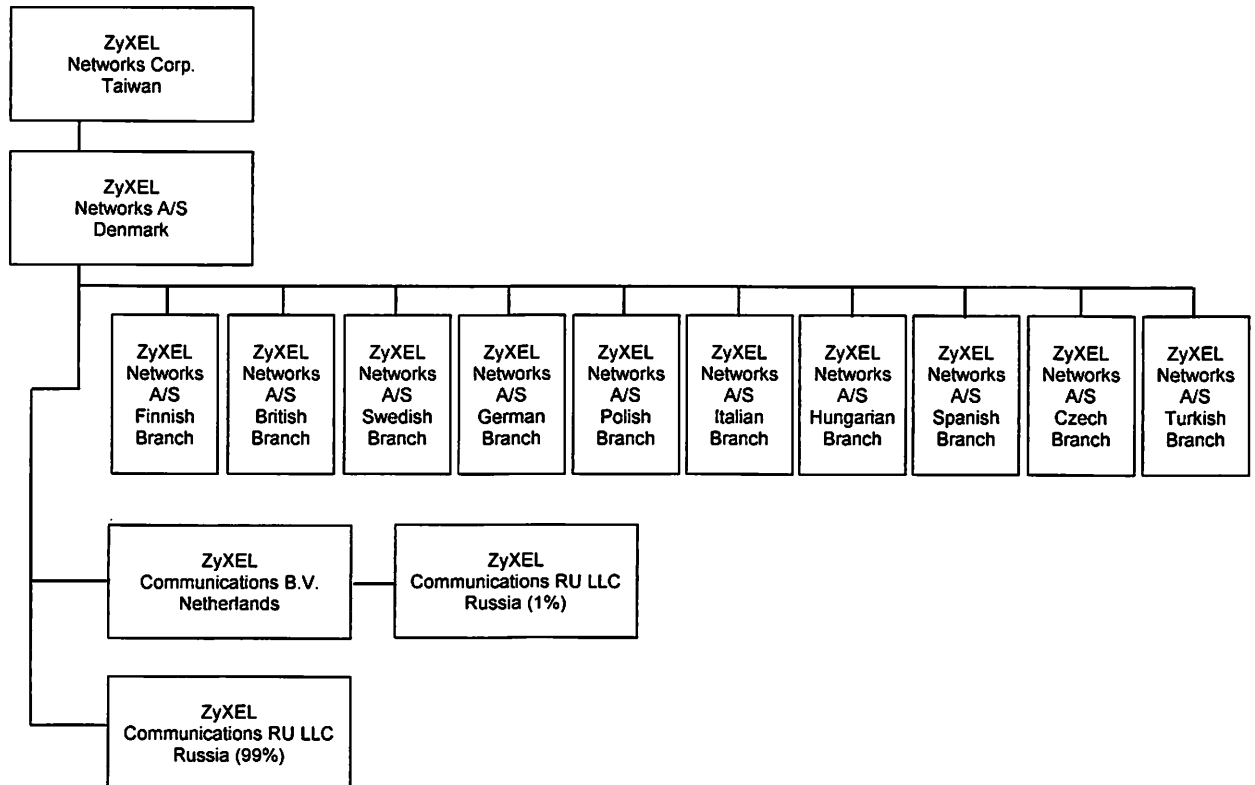 ZyXEL
Networks Corp.
Taiwan
ZyXEL
Networks A/S
Denmark
ZyXEL
Networks
A/S
Finnish
Branch
ZyXEL
Networks
A/S
British
Branch
ZyXEL
Networks
A/S
Swedish
Branch
ZyXEL
Networks
A/S
German
Branch
ZyXEL
Networks
A/S
Polish
Branch
ZyXEL
Networks
A/S
Italian
Branch
ZyXEL
Networks
A/S
Hungarian
Branch
ZyXEL
Networks
A/S
Spanish
Branch
ZyXEL
Networks
A/S
Czech
Branch
ZyXEL
Networks
A/S
Turkish
Branch
ZyXEL
Communications B.V.
Netherlands
ZyXEL
Communications RU LLC
Russia (1%)
ZyXEL
Communications RU LLC
Russia (99%)